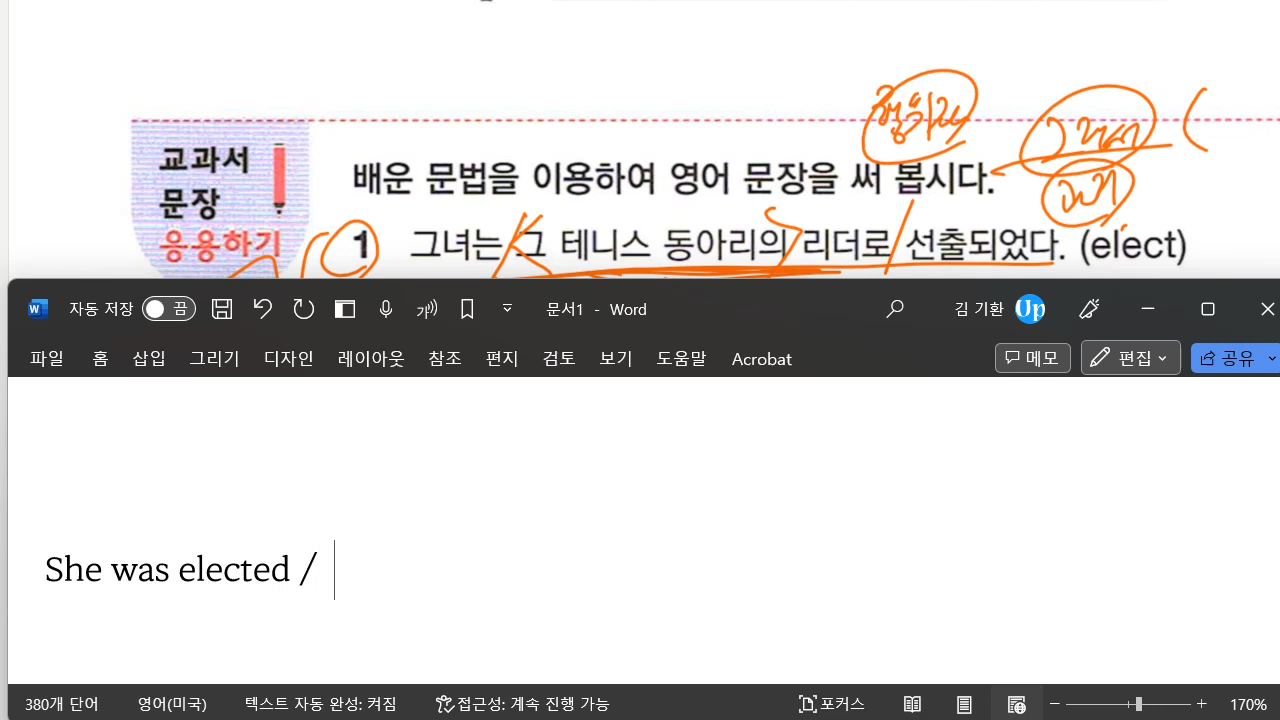 교과서
문장
응용하기
배운 문법을 이용하여 영어 문장을 써 봅시다.
1 그녀는 그 테니스 동아리의 리더로 선출되었다. (elect)
자동 저장 끔 문서1 - Word 김 기환 Up
파일 홈 삽입 그리기 디자인 레이아웃 참조 편지 검토 보기 도움말 Acrobat 메모 편집 공유
She was elected /
380개 단어 영어(미국) 텍스트 자동 완성: 켜짐 접근성: 계속 진행 가능 포커스 170%